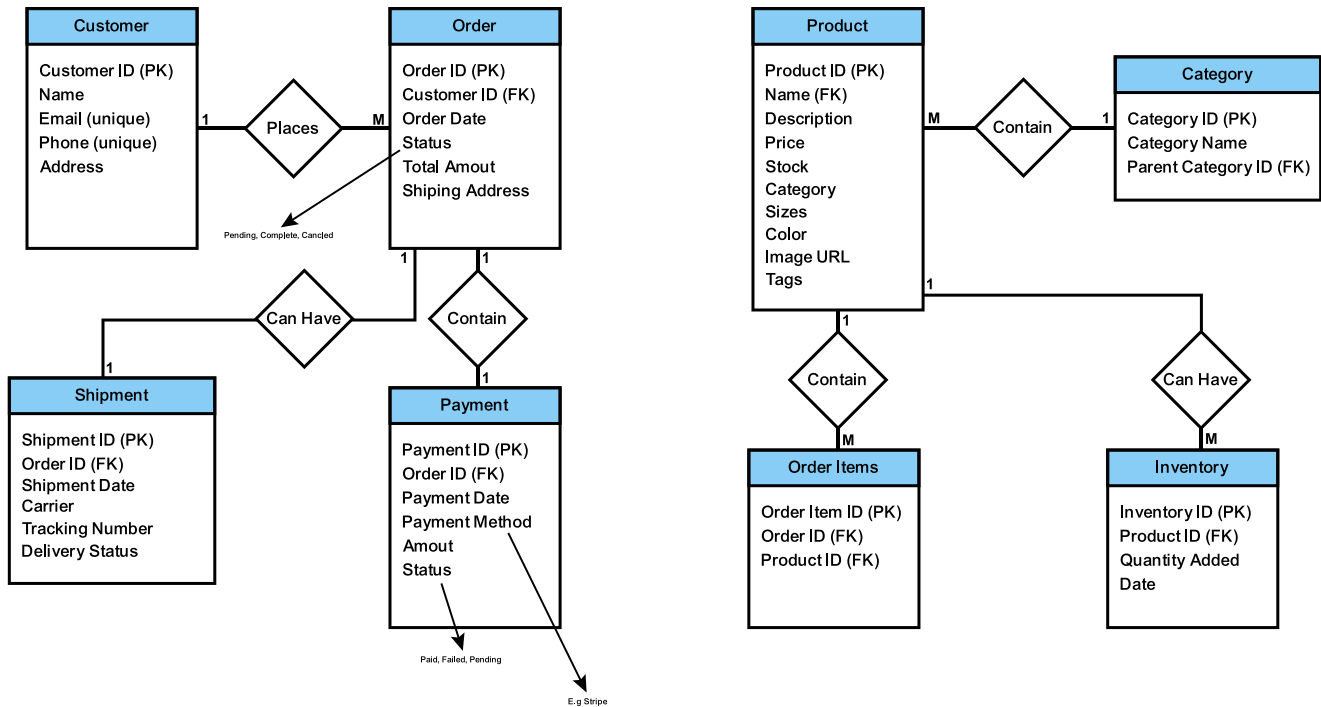 Customer
Customer ID (PK)
Name
Email (unique)
Phone (unique)
Address
1
Places
M
Order
Order ID (PK)
Customer ID (FK)
Order Date
Status
Total Amout
Shiping Address
Pending, Complete, Cancled
1
Can Have
1
1
Contain
1
Shipment
Shipment ID (PK)
Order ID (FK)
Shipment Date
Carrier
Tracking Number
Delivery Status
Payment
Payment ID (PK)
Order ID (FK)
Payment Date
Payment Method
Amout
Status
Paid, Failed, Pending
E.g Stripe
Product
Product ID (PK)
Name (FK)
Description
Price
Stock
Category
Sizes
Color
Image URL
Tags
M
Contain
1
Category
Category ID (PK)
Category Name
Parent Category ID (FK)
1
Contain
M
1
Can Have
M
Order Items
Order Item ID (PK)
Order ID (FK)
Product ID (FK)
Inventory
Inventory ID (PK)
Product ID (FK)
Quantity Added
Date